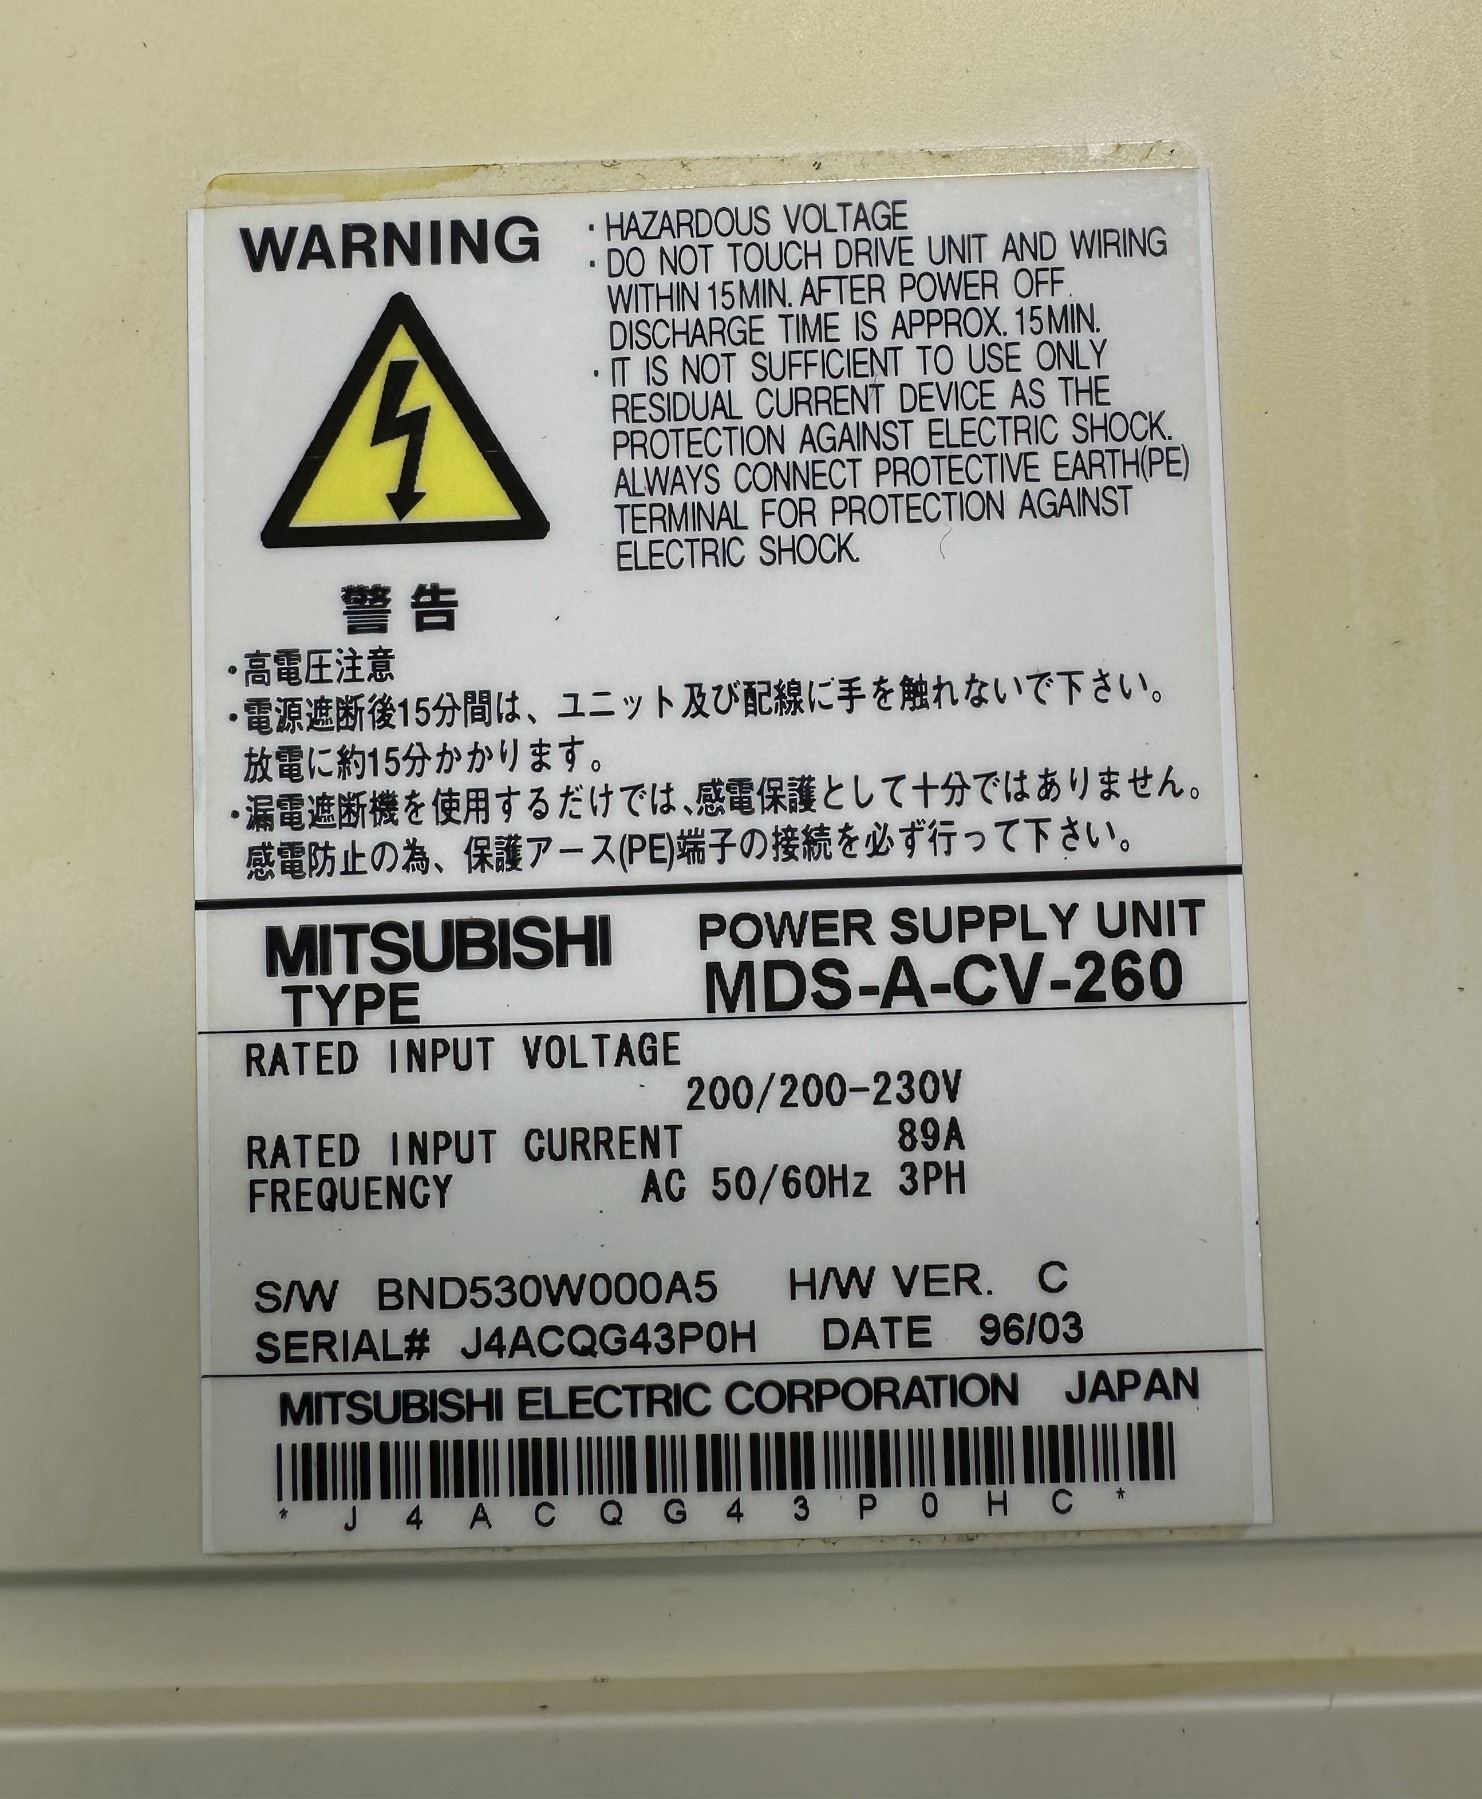 WARNING
· HAZARDOUS VOLTAGE
· DO NOT TOUCH DRIVE UNIT AND WIRING
WITHIN 15MIN. AFTER POWER OFF.
DISCHARGE TIME IS APPROX. 15MIN.
· IT IS NOT SUFFICIENT TO USE ONLY
RESIDUAL CURRENT DEVICE AS THE
PROTECTION AGAINST ELECTRIC SHOCK.
ALWAYS CONNECT PROTECTIVE EARTH(PE)
TERMINAL FOR PROTECTION AGAINST
ELECTRIC SHOCK.
警告
・高電圧注意
・電源遮断後15分間は、ユニット及び配線に手を触れないで下さい。
放電に約15分かかります。
・漏電遮断機を使用するだけでは、感電保護として十分ではありません。
感電防止の為、保護アース(PE)端子の接続を必ず行って下さい。
MITSUBISHI POWER SUPPLY UNIT
TYPE MDS-A-CV-260
RATED INPUT VOLTAGE
200/200-230V
RATED INPUT CURRENT 89A
FREQUENCY AC 50/60Hz 3PH
S/W BND530W000A5 H/W VER. C
SERIAL# J4ACQG43P0H DATE 96/03
MITSUBISHI ELECTRIC CORPORATION JAPAN
* J 4 A C Q G 4 3 P 0 H C *